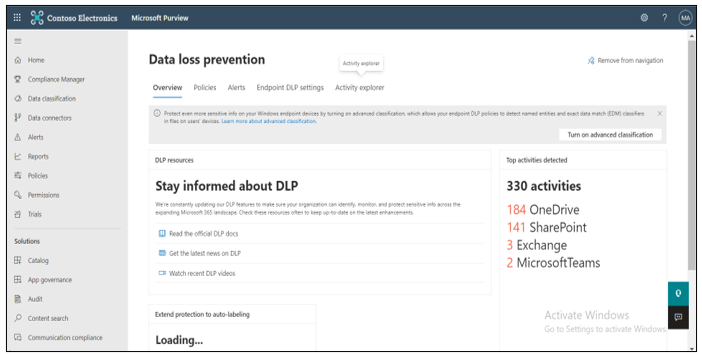 Contoso Electronics
Microsoft Purview
MA
Home
Compliance Manager
Data classification
Data connectors
Alerts
Reports
Policies
Permissions
Trials
Solutions
Catalog
App governance
Audit
Content search
Communication compliance
Data loss prevention
Activity explorer
Remove from navigation
Overview
Policies
Alerts
Endpoint DLP settings
Activity explorer
Protect even more sensitive info on your Windows endpoint devices by turning on advanced classification, which allows your endpoint DLP policies to detect named entities and exact data match (EDM) classifiers
in files on users' devices. Learn more about advanced classification.
Turn on advanced classification
DLP resources
Stay informed about DLP
We're constantly updating our DLP features to make sure your organization can identify, monitor, and protect sensitive info across the
expanding Microsoft 365 landscape. Check these resources often to keep up-to-date on the latest enhancements.
Read the official DLP docs
Get the latest news on DLP
Watch recent DLP videos
Top activities detected
330 activities
184 OneDrive
141 SharePoint
3 Exchange
2 MicrosoftTeams
Extend protection to auto-labeling
Loading...
Activate Windows
Go to Settings to activate Windows.